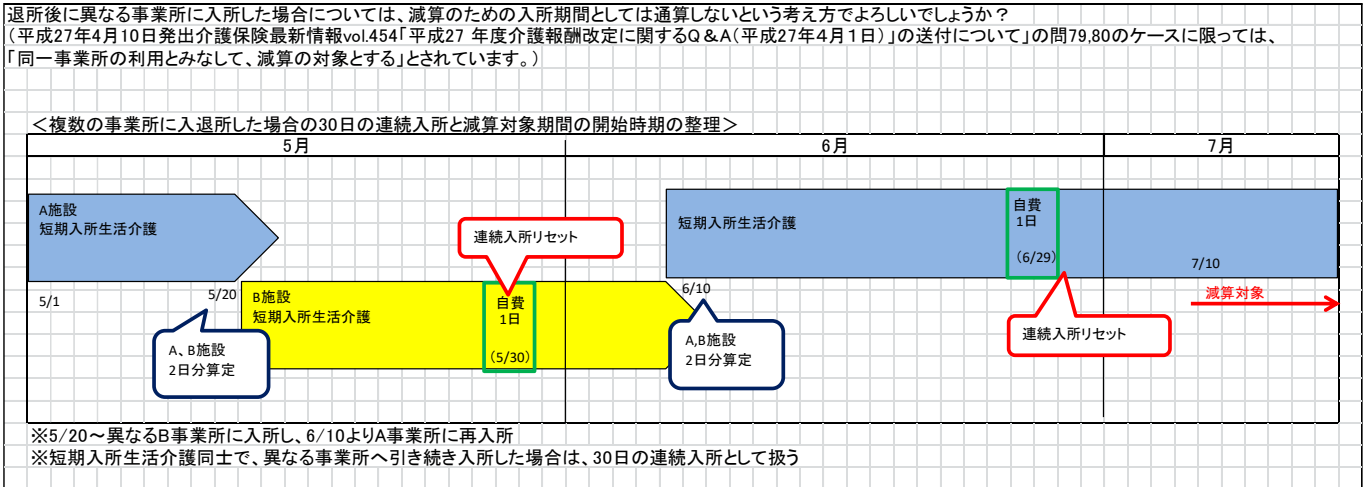 退所後に異なる事業所に入所した場合については、減算のための入所期間としては通算しないという考え方でよろしいでしょうか？
（平成27年4月10日発出介護保険最新情報vol.454「平成27 年度介護報酬改定に関するQ＆A（平成27年４月１日）」の送付について」の問79,80のケースに限っては、
「同一事業所の利用とみなして、減算の対象とする」とされています。）
＜複数の事業所に入退所した場合の30日の連続入所と減算対象期間の開始時期の整理＞
5月
6月
7月
A施設
短期入所生活介護
5/1
5/20
A、B施設
2日分算定
B施設
短期入所生活介護
連続入所リセット
自費
1日
（5/30）
短期入所生活介護
6/10
A,B施設
2日分算定
自費
1日
（6/29）
連続入所リセット
7/10
減算対象
※5/20～異なるB事業所に入所し、6/10よりA事業所に再入所
※短期入所生活介護同士で、異なる事業所へ引き続き入所した場合は、30日の連続入所として扱う